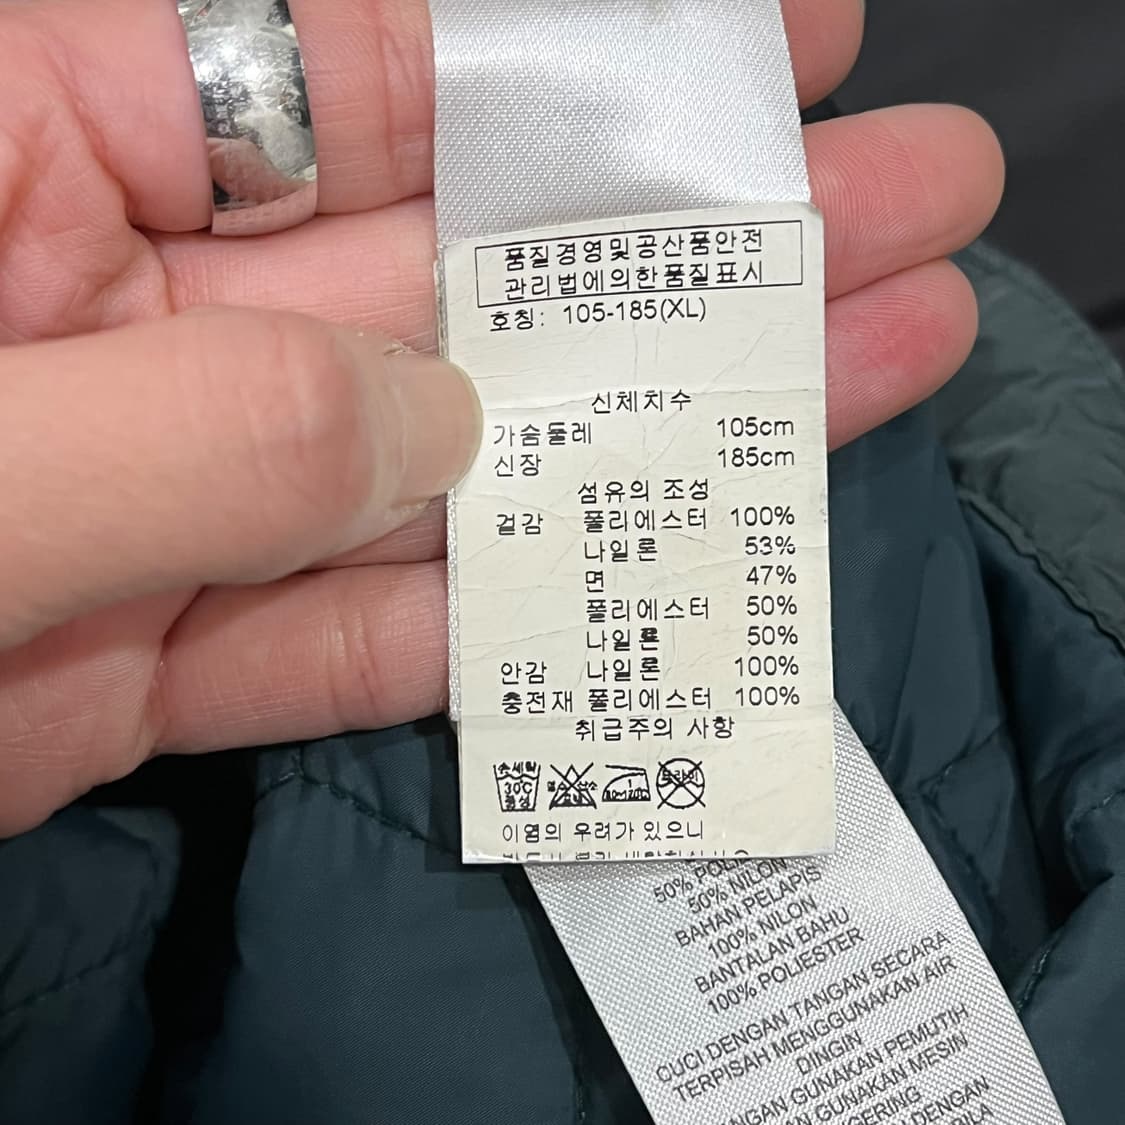 품질경영및공산품안전
관리법에의한품질표시
호칭: 105-185(XL)
신체치수
가슴둘레 105cm
신장 185cm
섬유의 조성
겉감 폴리에스터 100%
나일론 53%
면 47%
폴리에스터 50%
나일론 50%
안감 나일론 100%
충전재 폴리에스터 100%
취급주의 사항
손세탁
30℃
중성
이염의 우려가 있으니
50%
50% NILON
BAHAN PELAPIS
100% NILON
BANTALAN BAHU
100% POLIESTER
CUCI DENGAN TANGAN SECARA
TERPISAH MENGGUNAKAN AIR
DINGIN
GUNAKAN PEMUTIH
GUNAKAN MESIN
DENGAN